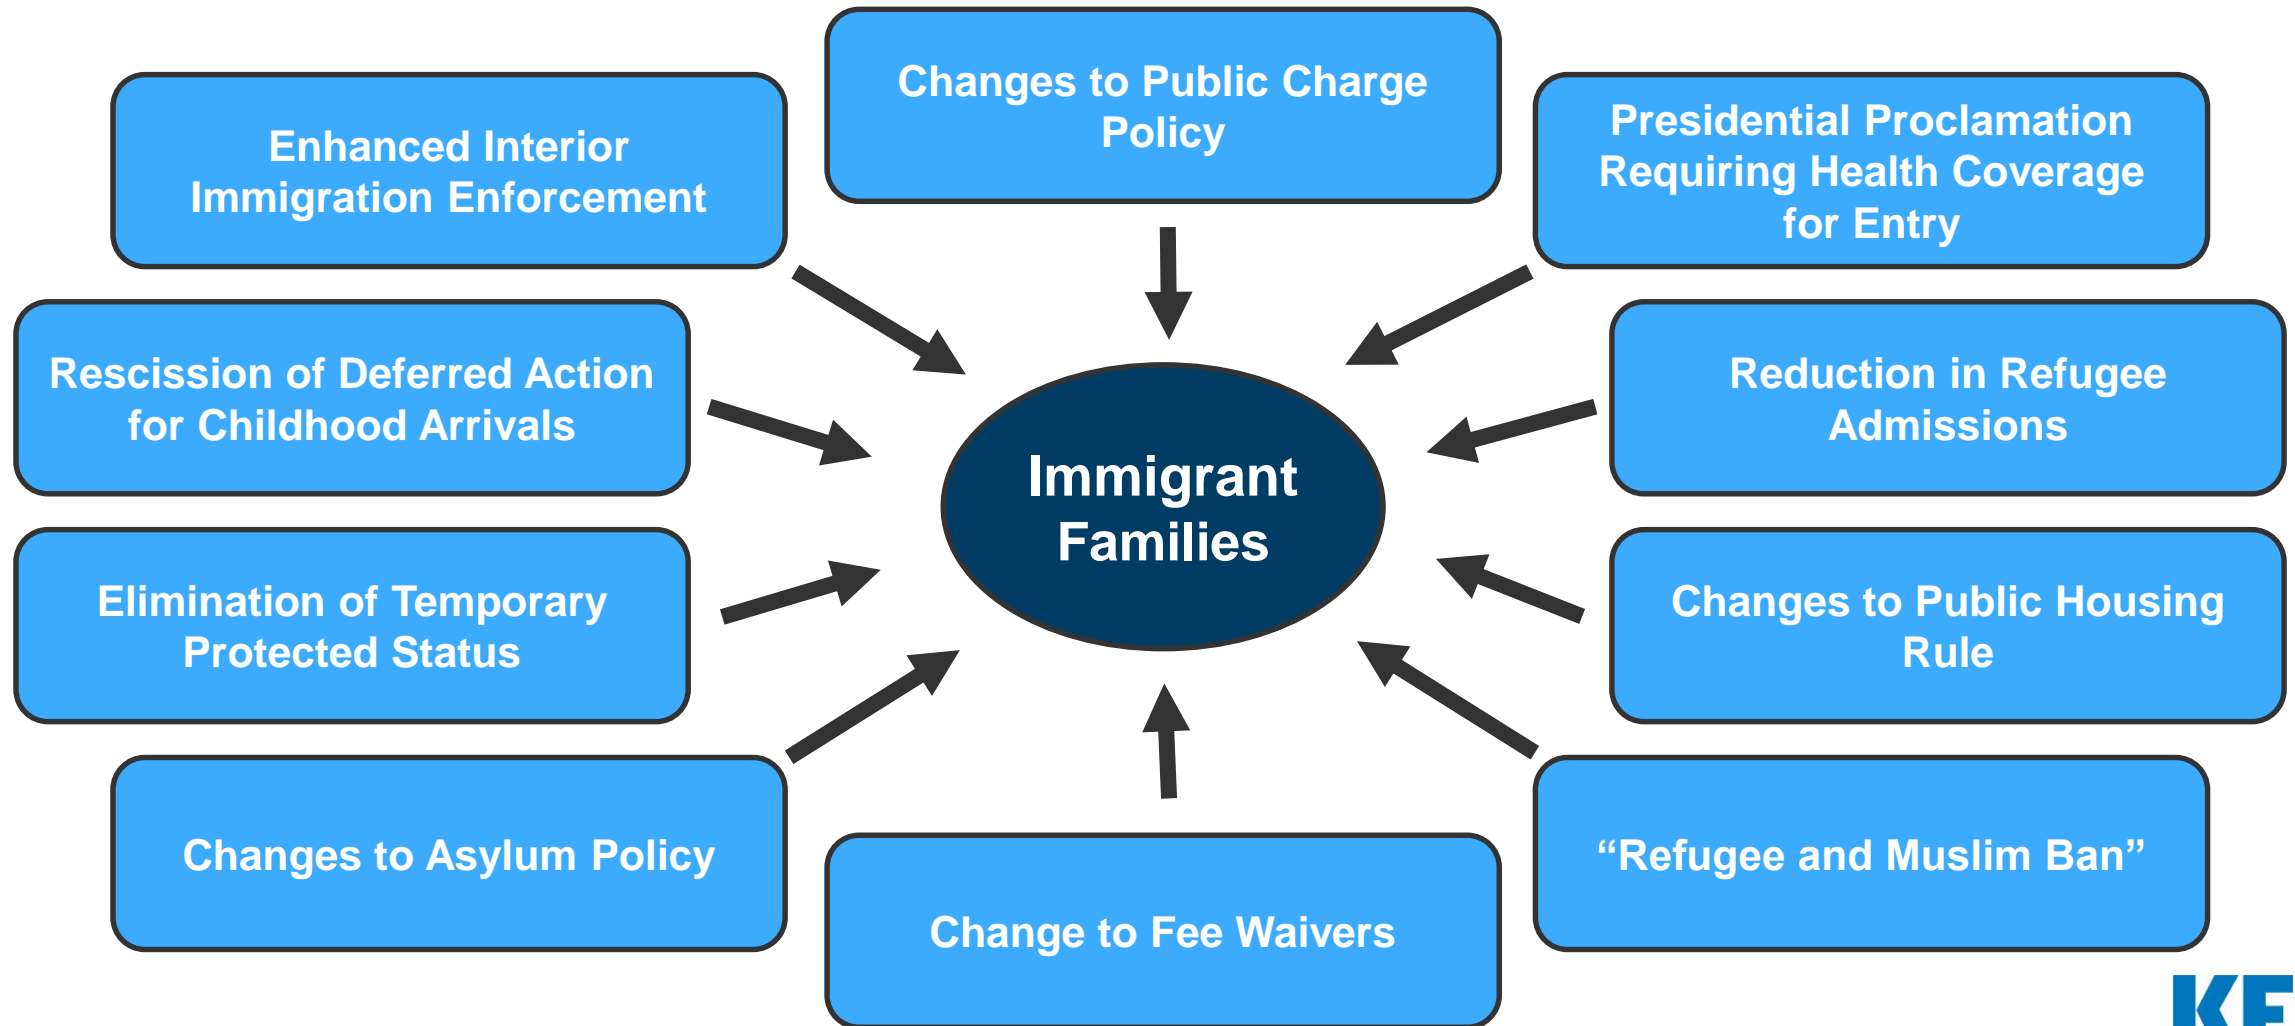 Changes to Public Charge
Policy
Enhanced Interior
Immigration Enforcement
Presidential Proclamation
Requiring Health Coverage
for Entry
Rescission of Deferred Action
for Childhood Arrivals
Reduction in Refugee
Admissions
Immigrant
Families
Elimination of Temporary
Protected Status
Changes to Public Housing
Rule
Changes to Asylum Policy
“Refugee and Muslim Ban”
Change to Fee Waivers